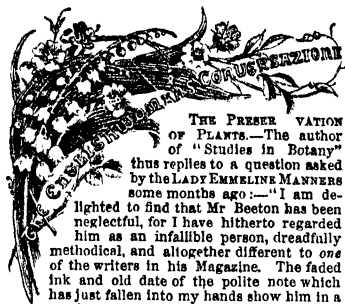 THE ENGLISHWOMAN'S CONVERSAZIONE
THE PRESER VATION
OF PLANTS.—The author
of "Studies in Botany"
thus replies to a question asked
by the LADY EMMELINE MANNERS
some months ago:—"I am de-
lighted to find that Mr Beeton has been
neglectful, for I have hitherto regarded
him as an infallible person, dreadfully
methodical, and altogether different to one
of the writers in his Magazine. The faded
ink and old date of the polite note which
has just fallen into my hands show him in a